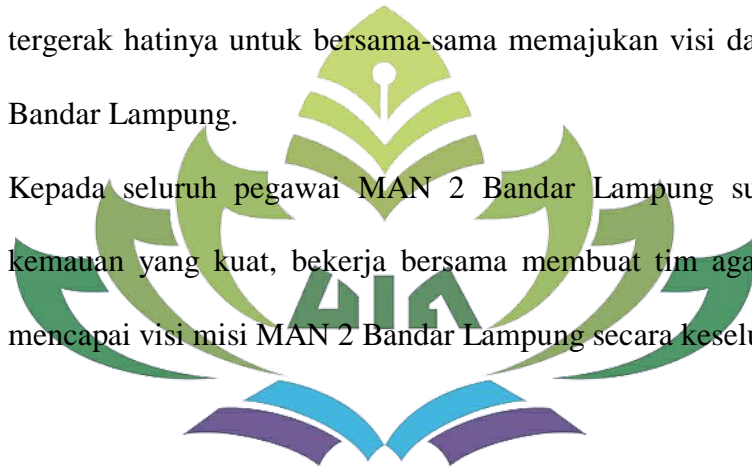 tergerak hatinya untuk bersama-sama memajukan visi da
Bandar Lampung.
Kepada seluruh pegawai MAN 2 Bandar Lampung su
kemauan yang kuat, bekerja bersama membuat tim aga
mencapai visi misi MAN 2 Bandar Lampung secara kesel